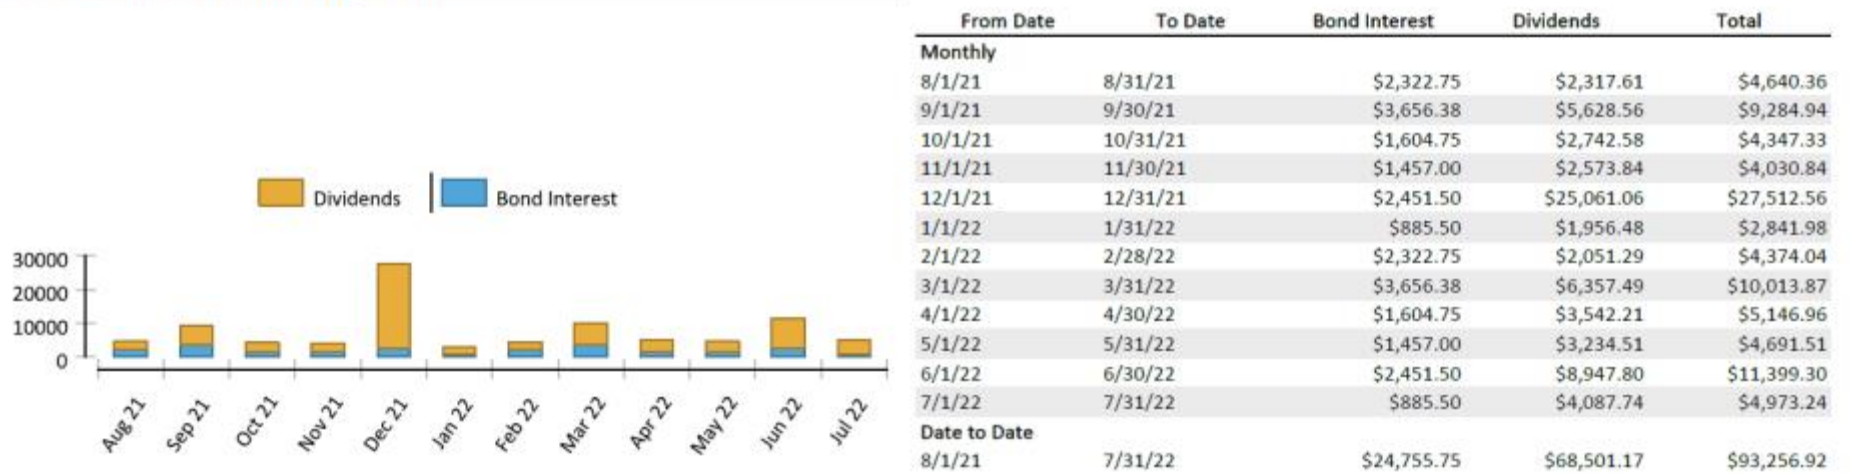 Dividends | Bond Interest
30000
20000
10000
0
Aug 21 Sep 21 Oct 21 Nov 21 Dec 21 Jan 22 Feb 22 Mar 22 Apr 22 May 22 Jun 22 Jul 22
From Date To Date Bond Interest Dividends Total
Monthly
8/1/21 8/31/21 $2,322.75 $2,317.61 $4,640.36
9/1/21 9/30/21 $3,656.38 $5,628.56 $9,284.94
10/1/21 10/31/21 $1,604.75 $2,742.58 $4,347.33
11/1/21 11/30/21 $1,457.00 $2,573.84 $4,030.84
12/1/21 12/31/21 $2,451.50 $25,061.06 $27,512.56
1/1/22 1/31/22 $885.50 $1,956.48 $2,841.98
2/1/22 2/28/22 $2,322.75 $2,051.29 $4,374.04
3/1/22 3/31/22 $3,656.38 $6,357.49 $10,013.87
4/1/22 4/30/22 $1,604.75 $3,542.21 $5,146.96
5/1/22 5/31/22 $1,457.00 $3,234.51 $4,691.51
6/1/22 6/30/22 $2,451.50 $8,947.80 $11,399.30
7/1/22 7/31/22 $885.50 $4,087.74 $4,973.24
Date to Date
8/1/21 7/31/22 $24,755.75 $68,501.17 $93,256.92